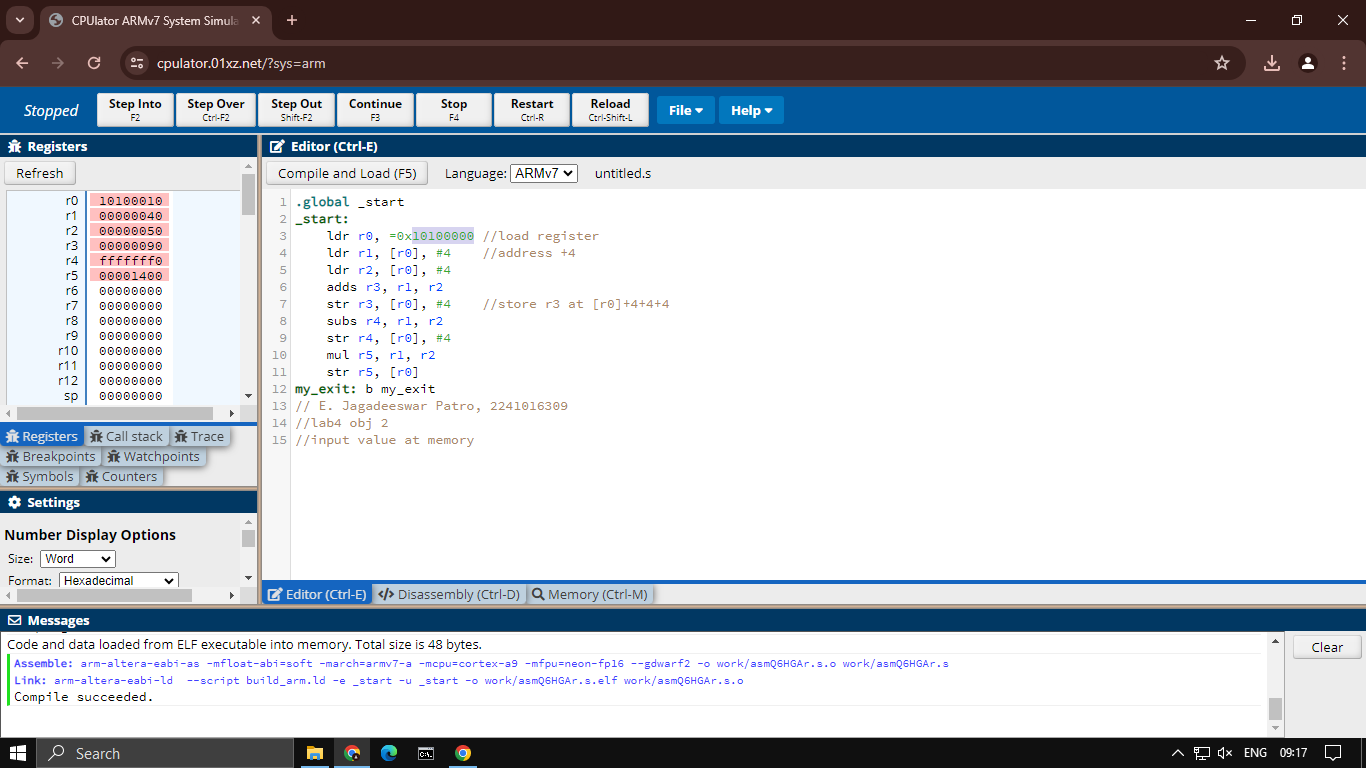 CPUlator ARMv7 System Simula
cpulator.01xz.net/?sys=arm
Stopped
Step Into
F2
Step Over
Ctrl-F2
Step Out
Shift-F2
Continue
F3
Stop
F4
Restart
Ctrl-R
Reload
Ctrl-Shift-L
File
Help
Registers
Refresh
r0 10100010
r1 00000040
r2 00000050
r3 00000090
r4 fffffff0
r5 00001400
r6 00000000
r7 00000000
r8 00000000
r9 00000000
r10 00000000
r11 00000000
r12 00000000
sp 00000000
Registers Call stack Trace
Breakpoints Watchpoints
Symbols Counters
Settings
Number Display Options
Size: Word
Format: Hexadecimal
Editor (Ctrl-E)
Compile and Load (F5) Language: ARMv7 untitled.s
1 .global _start
2 _start:
3 ldr r0, =0x10100000 //load register
4 ldr r1, [r0], #4 //address +4
5 ldr r2, [r0], #4
6 adds r3, r1, r2
7 str r3, [r0], #4 //store r3 at [r0]+4+4+4
8 subs r4, r1, r2
9 str r4, [r0], #4
10 mul r5, r1, r2
11 str r5, [r0]
12 my_exit: b my_exit
13 // E. Jagadeeswar Patro, 2241016309
14 //lab4 obj 2
15 //input value at memory
Editor (Ctrl-E) Disassembly (Ctrl-D) Memory (Ctrl-M)
Messages
Code and data loaded from ELF executable into memory. Total size is 48 bytes.
Assemble: arm-altera-eabi-as -mfloat-abi=soft -march=armv7-a -mcpu=cortex-a9 -mfpu=neon-fp16 --gdwarf2 -o work/asmQ6HGAr.s.o work/asmQ6HGAr.s
Link: arm-altera-eabi-ld --script build_arm.ld -e _start -u _start -o work/asmQ6HGAr.s.elf work/asmQ6HGAr.s.o
Compile succeeded.
Clear
Search
ENG
09:17